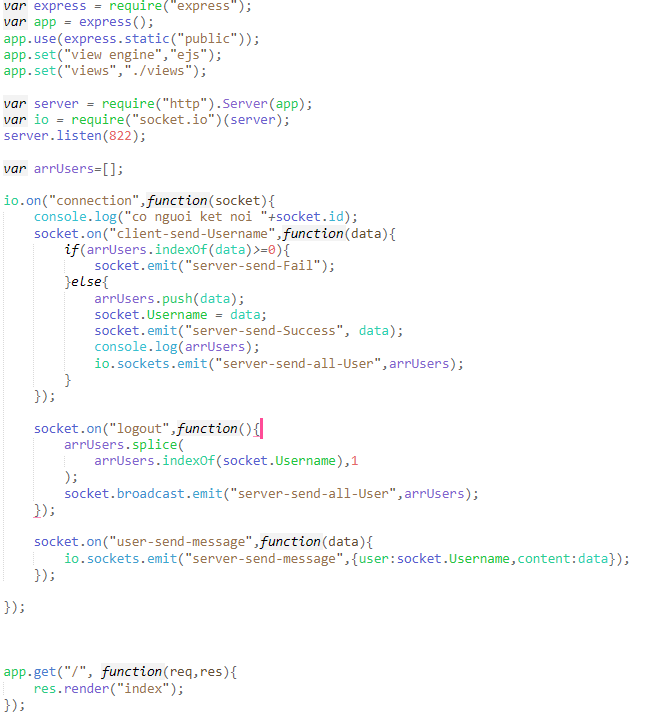 var express = require("express");
var app = express();
app.use(express.static("public"));
app.set("view engine","ejs");
app.set("views","./views");
var server = require("http").Server(app);
var io = require("socket.io")(server);
server.listen(822);
var arrUsers=[];
io.on("connection",function(socket){
    console.log("co nguoi ket noi "+socket.id);
    socket.on("client-send-Username",function(data){
        if(arrUsers.indexOf(data)>=0){
            socket.emit("server-send-Fail");
        }else{
            arrUsers.push(data);
            socket.Username = data;
            socket.emit("server-send-Success", data);
            console.log(arrUsers);
            io.sockets.emit("server-send-all-User",arrUsers);
        }
    });
    socket.on("logout",function(){
        arrUsers.splice(
            arrUsers.indexOf(socket.Username),1
        );
        socket.broadcast.emit("server-send-all-User",arrUsers);
    });
    socket.on("user-send-message",function(data){
        io.sockets.emit("server-send-message",{user:socket.Username,content:data});
    });
});
app.get("/", function(req,res){
    res.render("index");
});